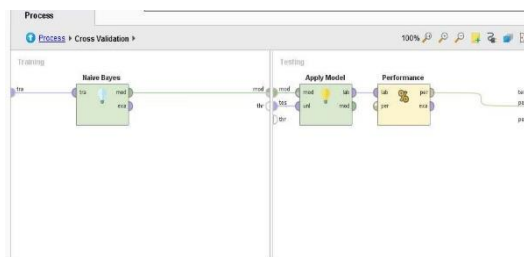 Process
Process ▸ Cross Validation ▸
100%
Training
Testing
Naive Bayes
Apply Model
Performance
tra
tra
mod
exa
mod
thr
mod
tes
thr
mod
unl
lab
mod
lab
per
per
exa